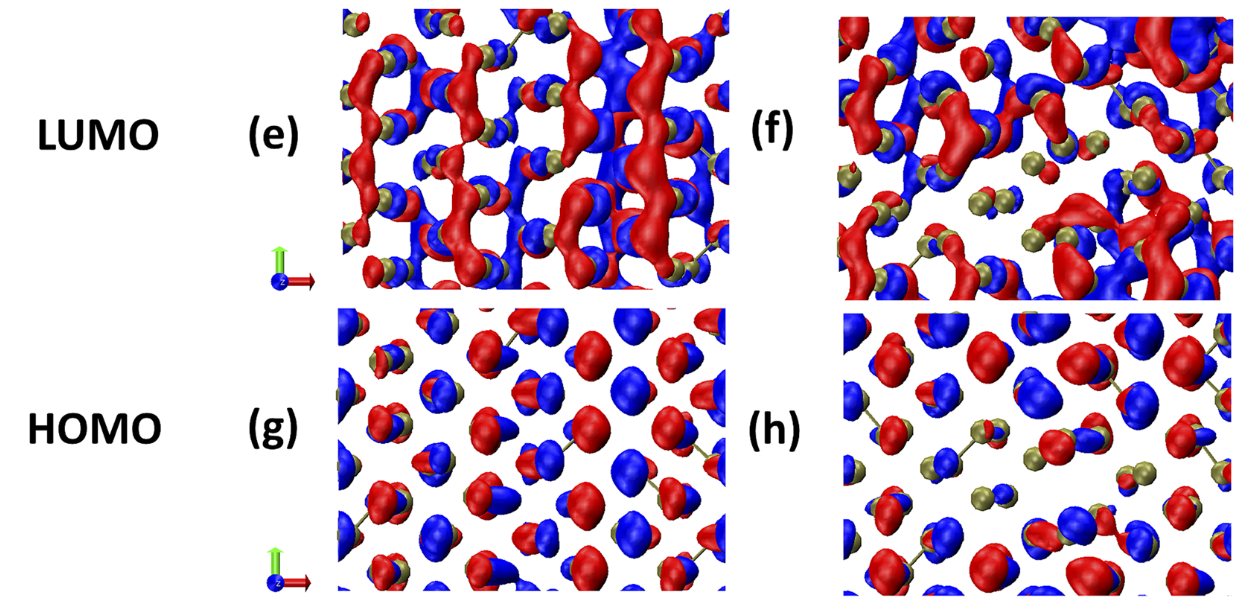 LUMO (e) (f)
z
HOMO (g) (h)
z